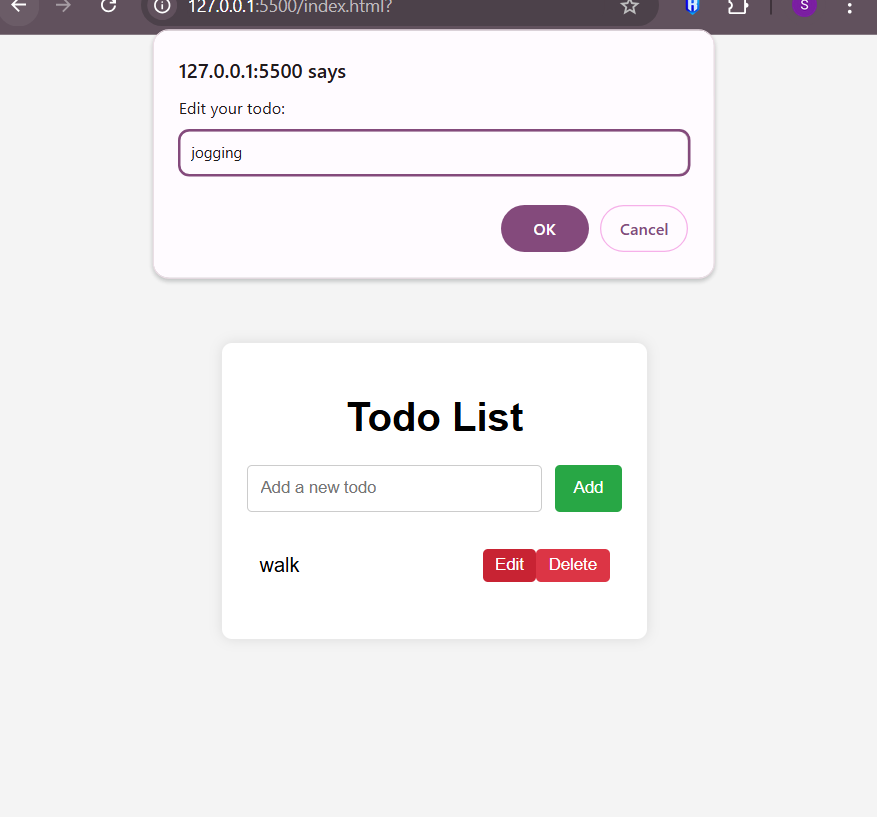 127.0.0.1:5500/index.html?
S
127.0.0.1:5500 says
Edit your todo:
jogging
OK Cancel
Todo List
Add a new todo Add
walk Edit Delete